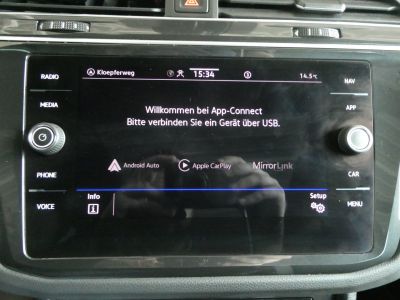 Kloepferweg 15:34 14.5°C
RADIO
MEDIA
PHONE
VOICE
Willkommen bei App-Connect
Bitte verbinden Sie ein Gerät über USB.
Android Auto Apple CarPlay MirrorLink
Info Setup
NAV
APP
CAR
MENU